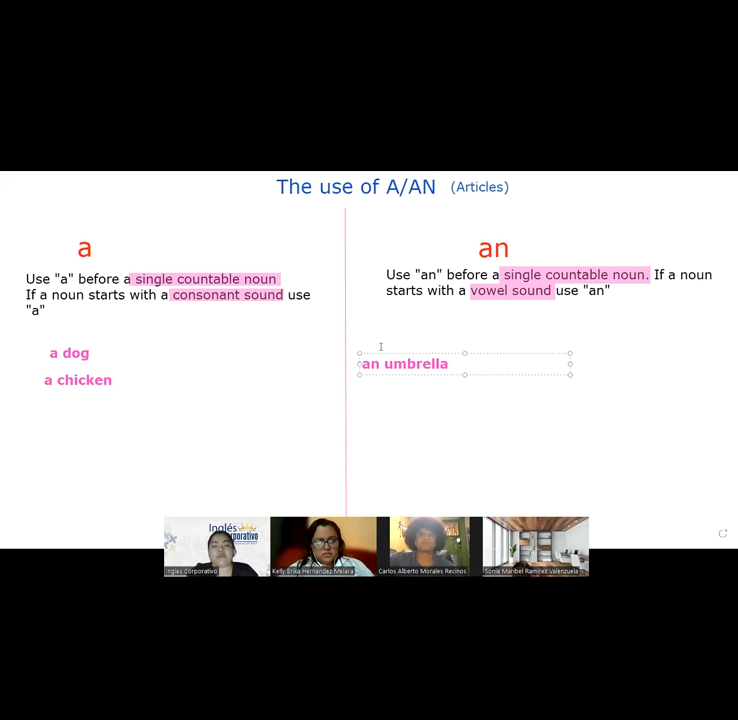 The use of A/AN (Articles)
a
Use "a" before a single countable noun
If a noun starts with a consonant sound use
"a"
a dog
a chicken
an
Use "an" before a single countable noun. If a noun
starts with a vowel sound use "an"
an umbrella
Inglés
Corporativo
Inglés Corporativo
Kelly Erika Hernandez Melara
Carlos Alberto Morales Recinos
Sonia Maribel Ramirez Valenzuela